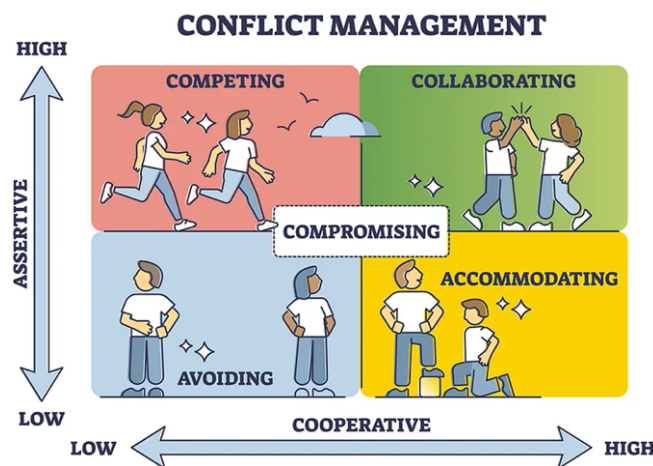 CONFLICT MANAGEMENT
HIGH
COMPETING
COLLABORATING
ASSERTIVE
COMPROMISING
ACCOMMODATING
AVOIDING
LOW
COOPERATIVE
LOW
HIGH